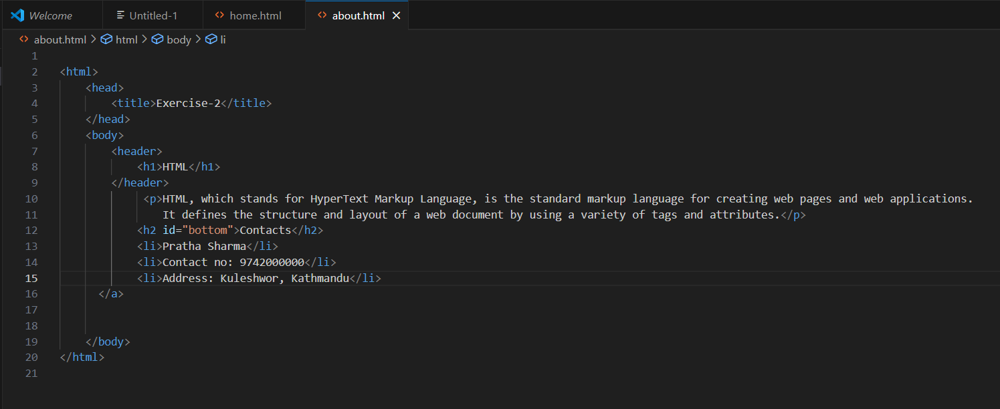 Welcome Untitled-1 home.html about.html
about.html > html > body > li
1
2 <html>
3 <head>
4 <title>Exercise-2</title>
5 </head>
6 <body>
7 <header>
8 <h1>HTML</h1>
9 </header>
10 <p>HTML, which stands for HyperText Markup Language, is the standard markup language for creating web pages and web applications.
11 It defines the structure and layout of a web document by using a variety of tags and attributes.</p>
12 <h2 id="bottom">Contacts</h2>
13 <li>Pratha Sharma</li>
14 <li>Contact no: 9742000000</li>
15 <li>Address: Kuleshwor, Kathmandu</li>
16 </a>
17
18
19 </body>
20 </html>
21